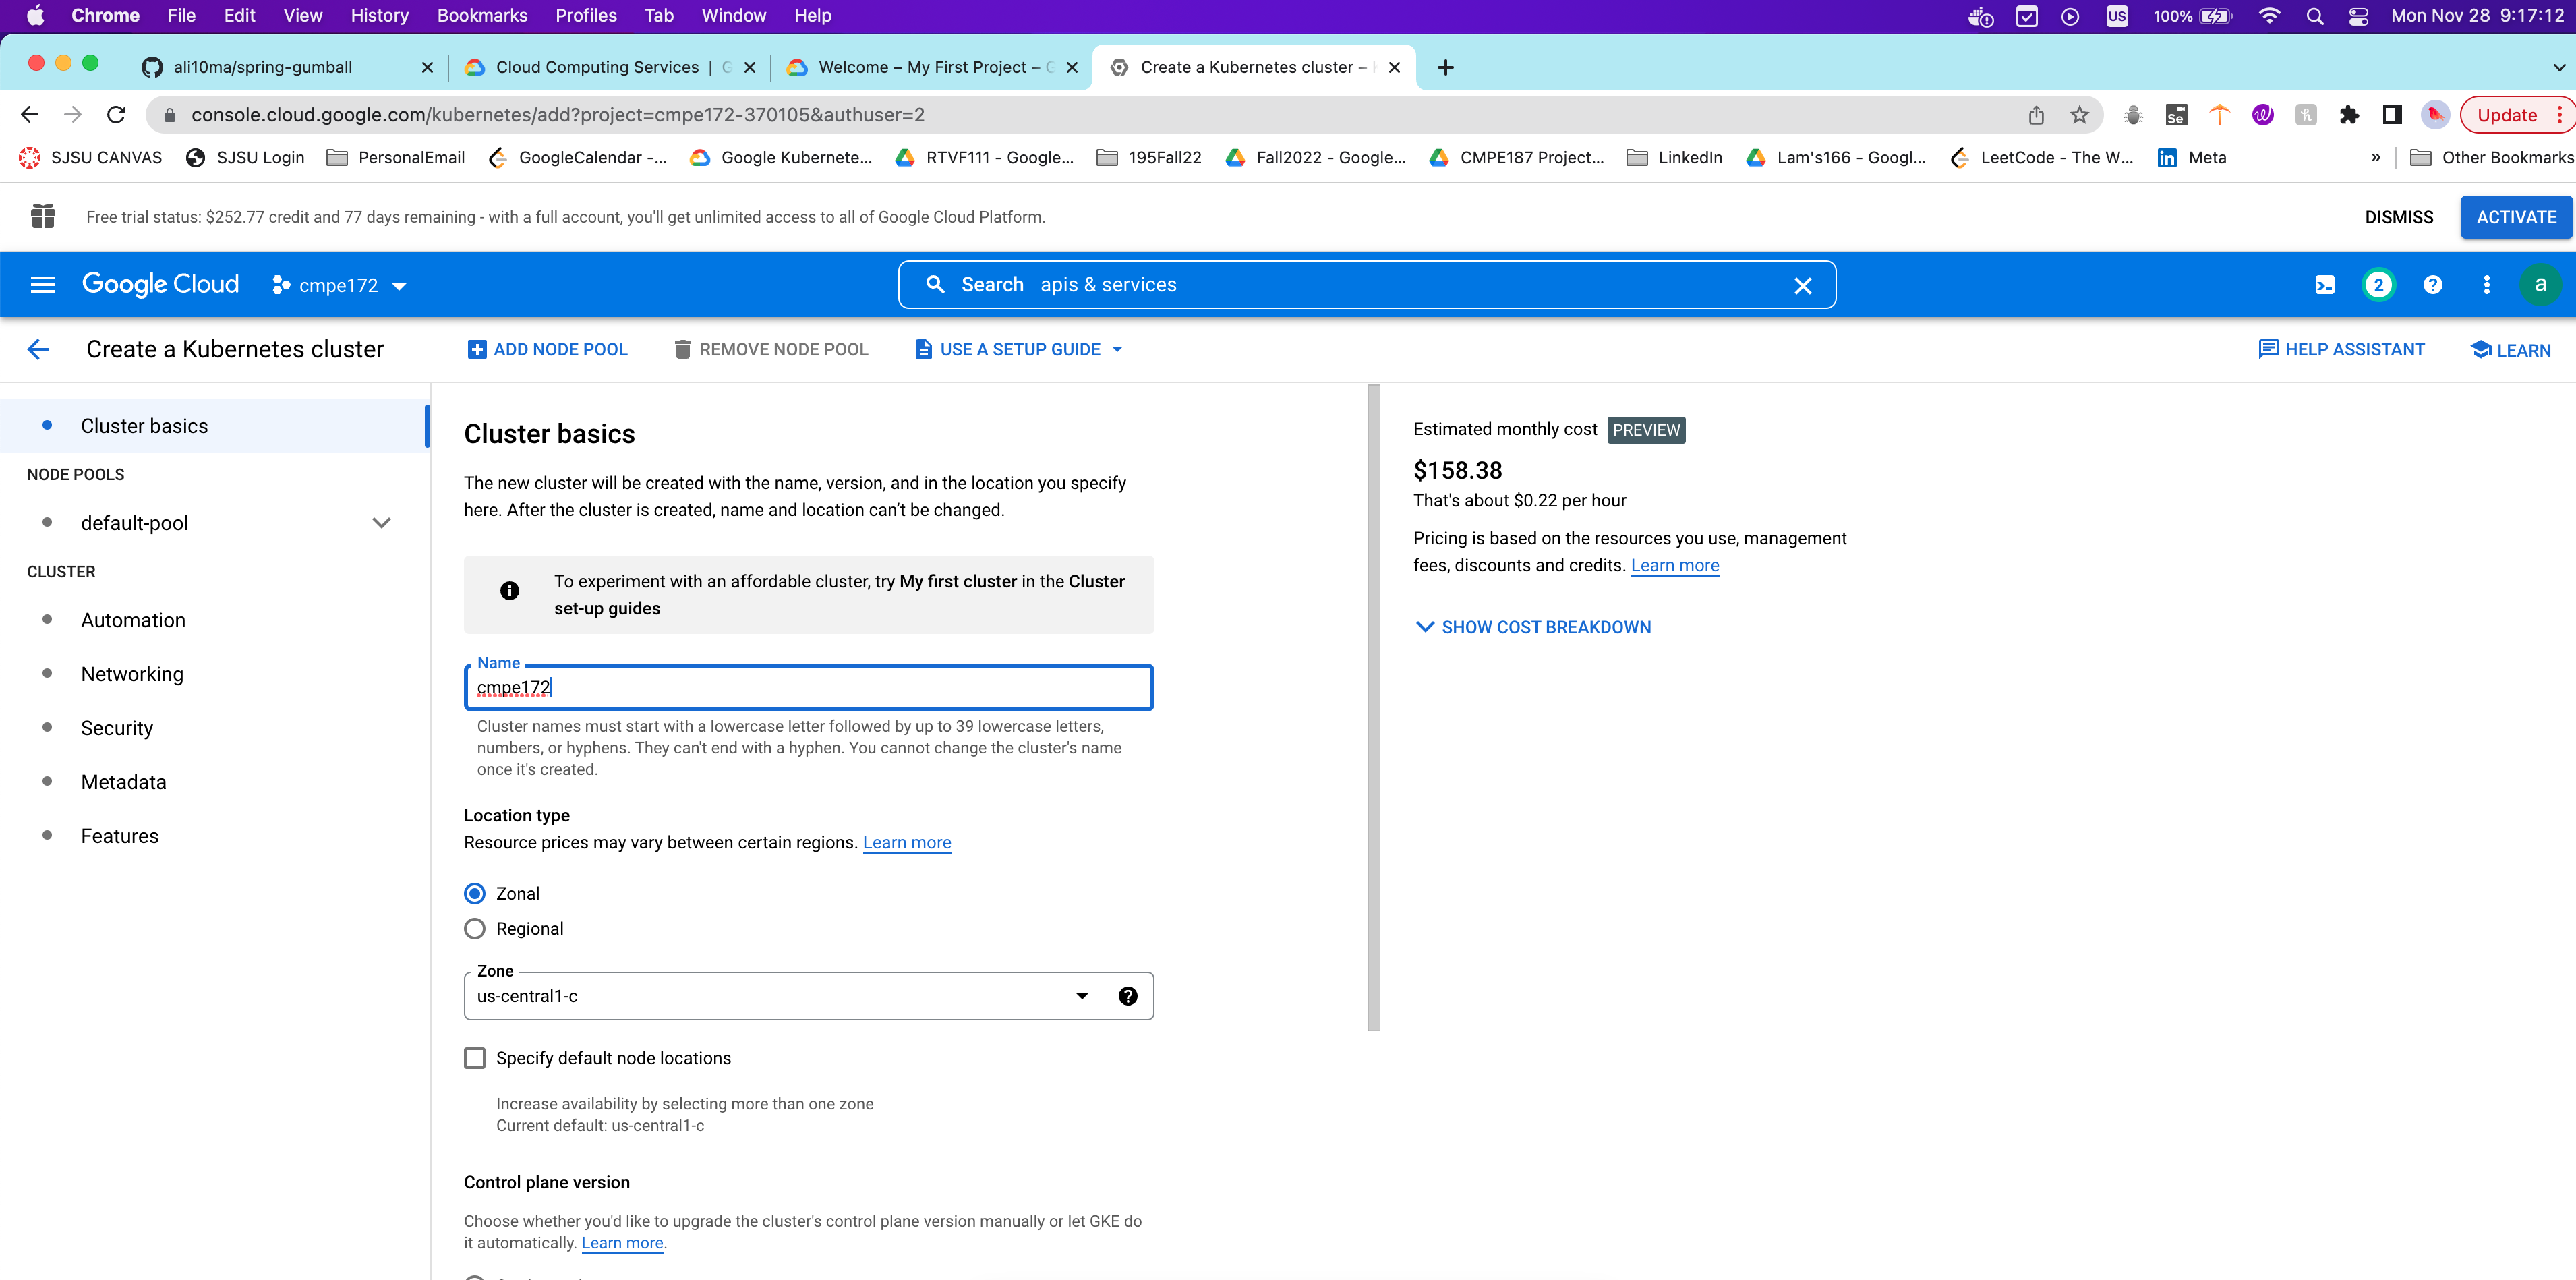 Chrome File Edit View History Bookmarks Profiles Tab Window Help US 100% Mon Nov 28 9:17:12
ali10ma/spring-gumball Cloud Computing Services | G Welcome – My First Project – G Create a Kubernetes cluster –
console.cloud.google.com/kubernetes/add?project=cmpe172-370105&authuser=2 Se Update
SJSU CANVAS SJSU Login PersonalEmail GoogleCalendar -... Google Kubernete... RTVF111 - Google... 195Fall22 Fall2022 - Google... CMPE187 Project... LinkedIn Lam's166 - Googl... LeetCode - The W... in Meta » Other Bookmarks
Free trial status: $252.77 credit and 77 days remaining - with a full account, you'll get unlimited access to all of Google Cloud Platform. DISMISS ACTIVATE
Google Cloud cmpe172 Search apis & services 2 ? a
Create a Kubernetes cluster ADD NODE POOL REMOVE NODE POOL USE A SETUP GUIDE HELP ASSISTANT LEARN
Cluster basics
NODE POOLS
default-pool
CLUSTER
Automation
Networking
Security
Metadata
Features
Cluster basics
The new cluster will be created with the name, version, and in the location you specify
here. After the cluster is created, name and location can't be changed.
To experiment with an affordable cluster, try My first cluster in the Cluster
set-up guides
Name
cmpe172
Cluster names must start with a lowercase letter followed by up to 39 lowercase letters,
numbers, or hyphens. They can't end with a hyphen. You cannot change the cluster's name
once it's created.
Location type
Resource prices may vary between certain regions. Learn more
Zonal
Regional
Zone
us-central1-c
Specify default node locations
Increase availability by selecting more than one zone
Current default: us-central1-c
Control plane version
Choose whether you'd like to upgrade the cluster's control plane version manually or let GKE do
it automatically. Learn more.
Estimated monthly cost PREVIEW
$158.38
That's about $0.22 per hour
Pricing is based on the resources you use, management
fees, discounts and credits. Learn more
SHOW COST BREAKDOWN